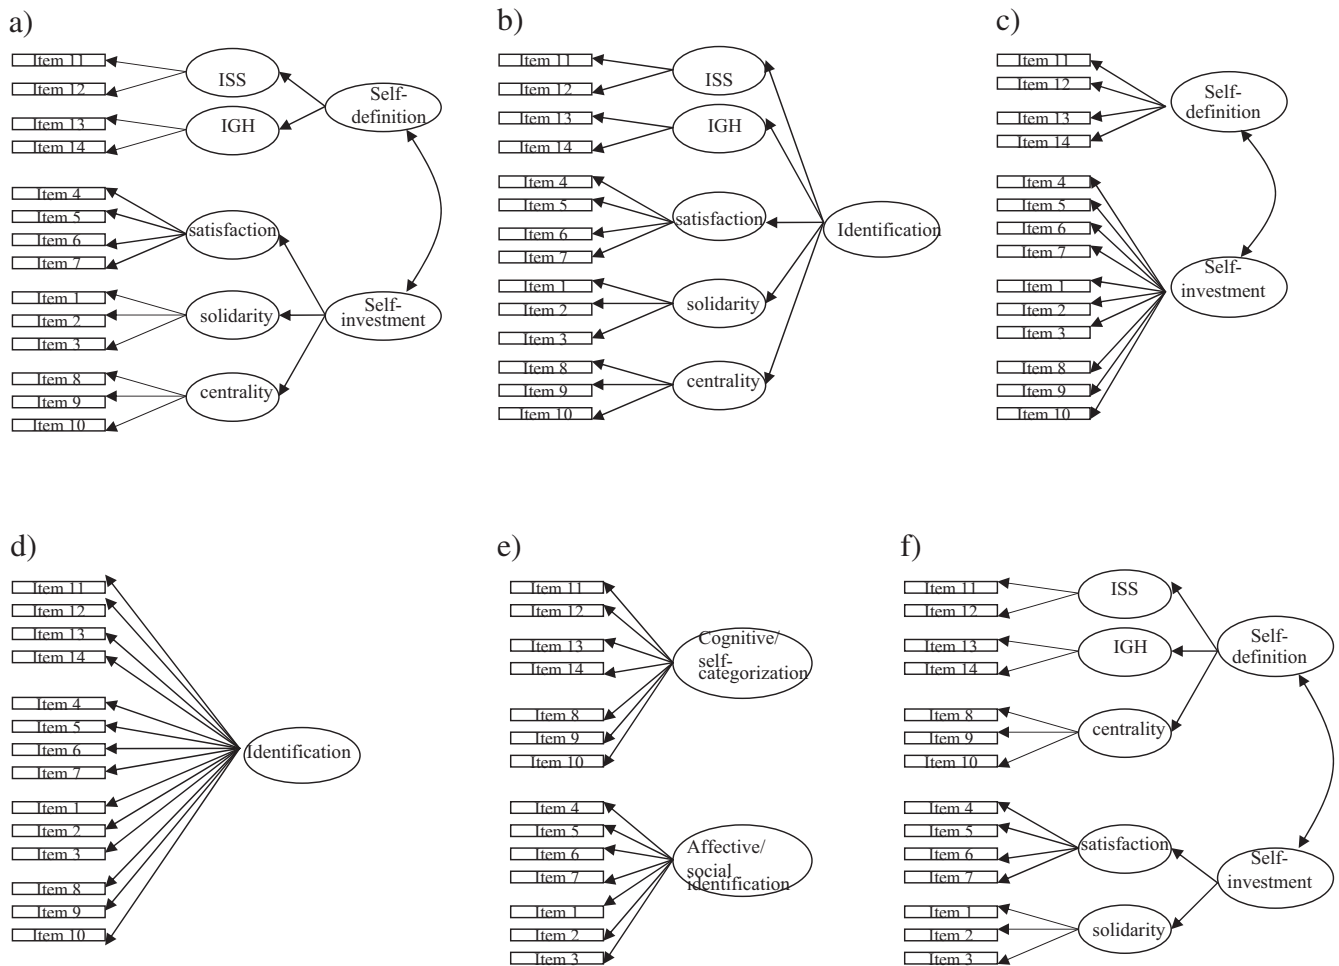 a)
Item 11
Item 12
Item 13
Item 14
Item 4
Item 5
Item 6
Item 7
Item 1
Item 2
Item 3
Item 8
Item 9
Item 10
ISS
IGH
satisfaction
solidarity
centrality
Self-
definition
Self-
investment
b)
Item 11
Item 12
Item 13
Item 14
Item 4
Item 5
Item 6
Item 7
Item 1
Item 2
Item 3
Item 8
Item 9
Item 10
ISS
IGH
satisfaction
solidarity
centrality
Identification
c)
Item 11
Item 12
Item 13
Item 14
Item 4
Item 5
Item 6
Item 7
Item 1
Item 2
Item 3
Item 8
Item 9
Item 10
Self-
definition
Self-
investment
d)
Item 11
Item 12
Item 13
Item 14
Item 4
Item 5
Item 6
Item 7
Item 1
Item 2
Item 3
Item 8
Item 9
Item 10
Identification
e)
Item 11
Item 12
Item 13
Item 14
Item 8
Item 9
Item 10
Item 4
Item 5
Item 6
Item 7
Item 1
Item 2
Item 3
Cognitive/
self-
categorization
Affective/
social
identification
f)
Item 11
Item 12
Item 13
Item 14
Item 8
Item 9
Item 10
Item 4
Item 5
Item 6
Item 7
Item 1
Item 2
Item 3
ISS
IGH
centrality
satisfaction
solidarity
Self-
definition
Self-
investment